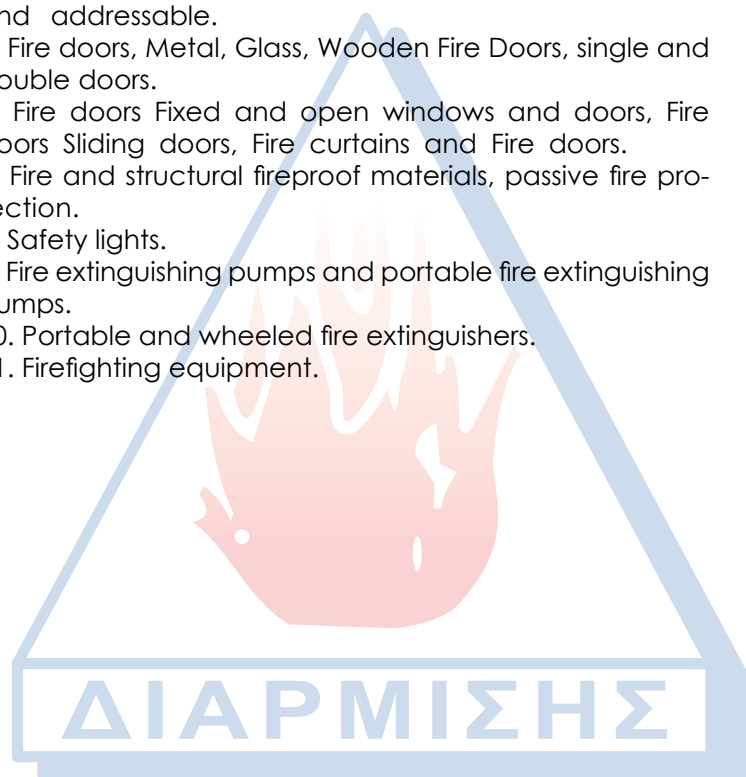 nd addressable.
Fire doors, Metal, Glass, Wooden Fire Doors, single and
ouble doors.
Fire doors Fixed and open windows and doors, Fire
oors Sliding doors, Fire curtains and Fire doors.
Fire and structural fireproof materials, passive fire pro-
ection.
Safety lights.
Fire extinguishing pumps and portable fire extinguishing
umps.
0. Portable and wheeled fire extinguishers.
1. Firefighting equipment.
ΔΙΑΡΜΙΣΗΣ